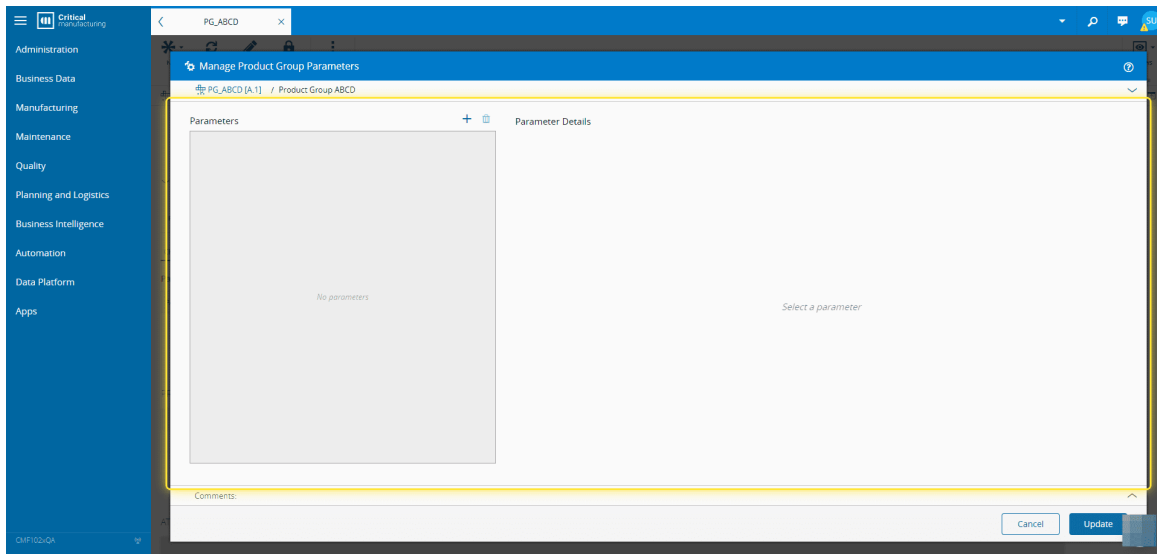 Critical
manufacturing
PG_ABCD
SU
Administration
Business Data
Manufacturing
Maintenance
Quality
Planning and Logistics
Business Intelligence
Automation
Data Platform
Apps
CMF102xQA
Manage Product Group Parameters
PG_ABCD [A.1] / Product Group ABCD
Parameters
No parameters
Parameter Details
Select a parameter
Comments:
Cancel
Update